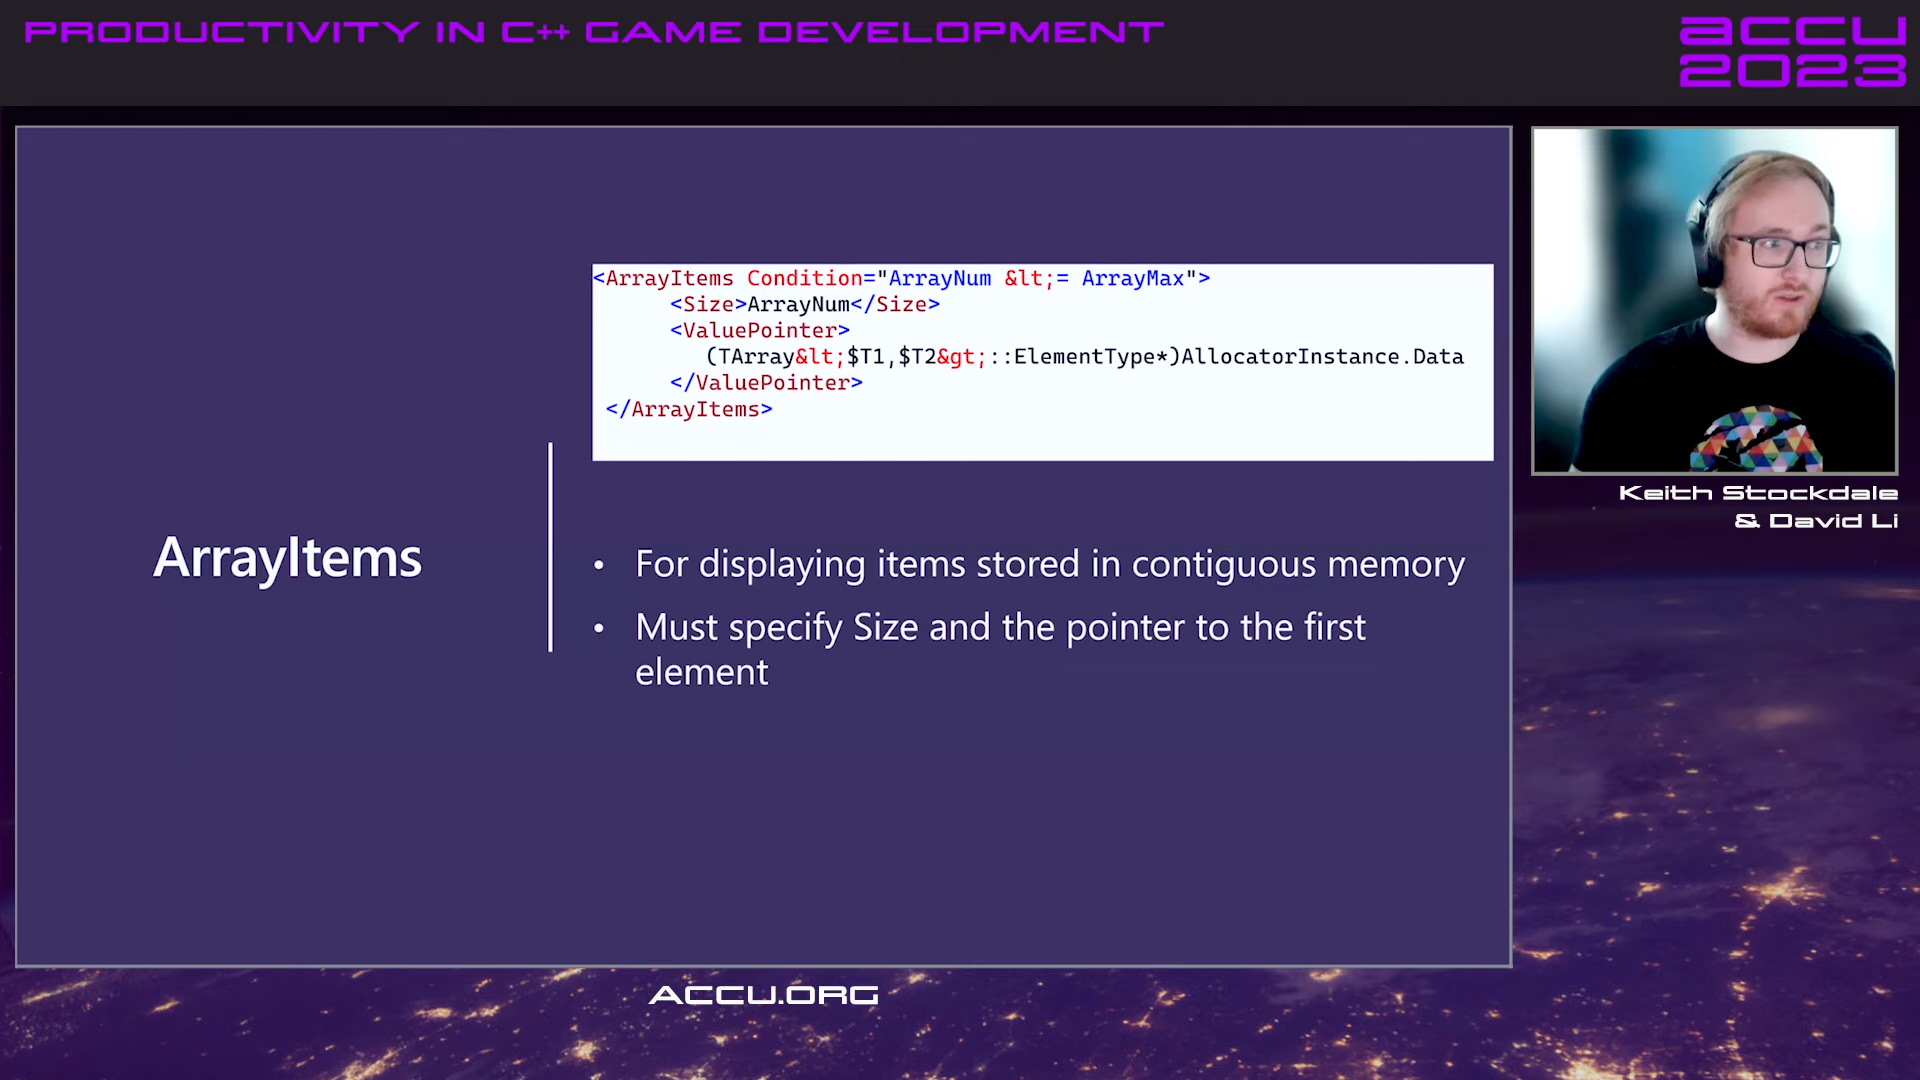 PRODUCTIVITY IN C++ GAME DEVELOPMENT
accu
2023
<ArrayItems Condition="ArrayNum &lt;= ArrayMax">
<Size>ArrayNum</Size>
<ValuePointer>
(TArray&lt;$T1,$T2&gt;::ElementType*)AllocatorInstance.Data
</ValuePointer>
</ArrayItems>
ArrayItems
• For displaying items stored in contiguous memory
• Must specify Size and the pointer to the first
element
Keith Stockdale
& David Li
ACCU.ORG